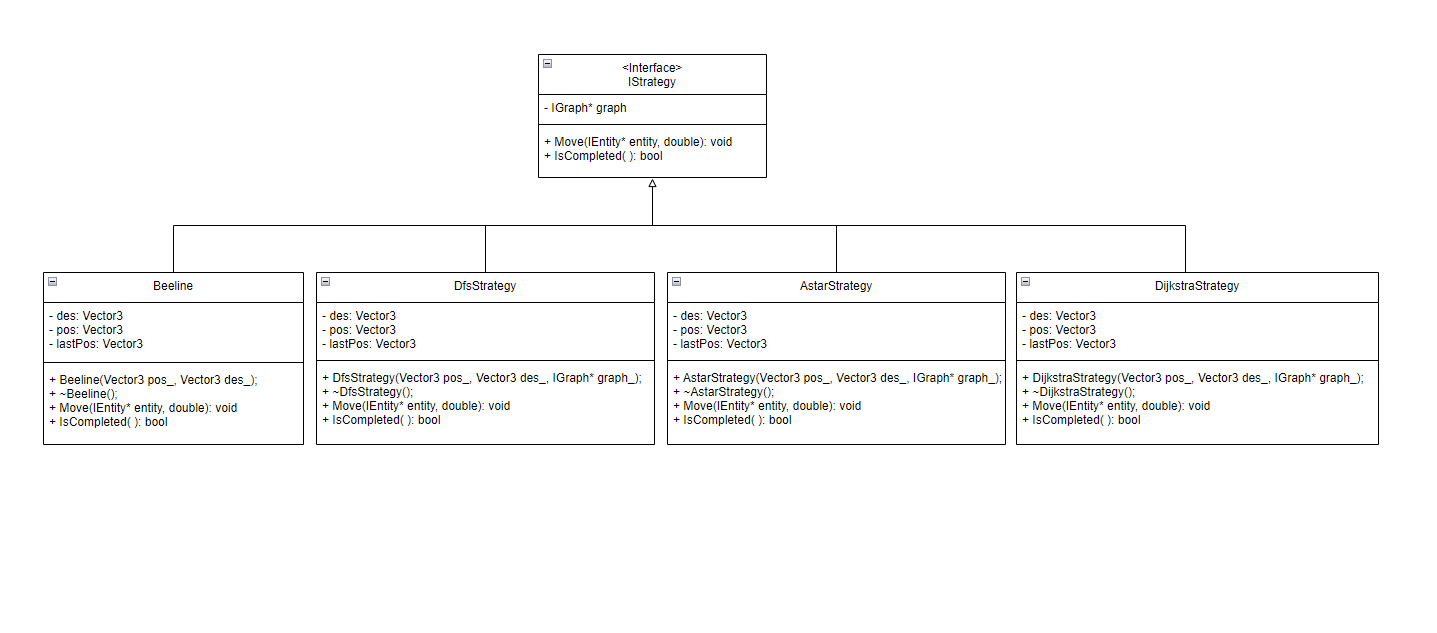 <Interface>
IStrategy
- IGraph* graph
+ Move(IEntity* entity, double): void
+ IsCompleted( ): bool
Beeline
- des: Vector3
- pos: Vector3
- lastPos: Vector3
+ Beeline(Vector3 pos_, Vector3 des_);
+ ~Beeline();
+ Move(IEntity* entity, double): void
+ IsCompleted( ): bool
DfsStrategy
- des: Vector3
- pos: Vector3
- lastPos: Vector3
+ DfsStrategy(Vector3 pos_, Vector3 des_, IGraph* graph_);
+ ~DfsStrategy();
+ Move(IEntity* entity, double): void
+ IsCompleted( ): bool
AstarStrategy
- des: Vector3
- pos: Vector3
- lastPos: Vector3
+ AstarStrategy(Vector3 pos_, Vector3 des_, IGraph* graph_);
+ ~AstarStrategy();
+ Move(IEntity* entity, double): void
+ IsCompleted( ): bool
DijkstraStrategy
- des: Vector3
- pos: Vector3
- lastPos: Vector3
+ DijkstraStrategy(Vector3 pos_, Vector3 des_, IGraph* graph_);
+ ~DijkstraStrategy();
+ Move(IEntity* entity, double): void
+ IsCompleted( ): bool